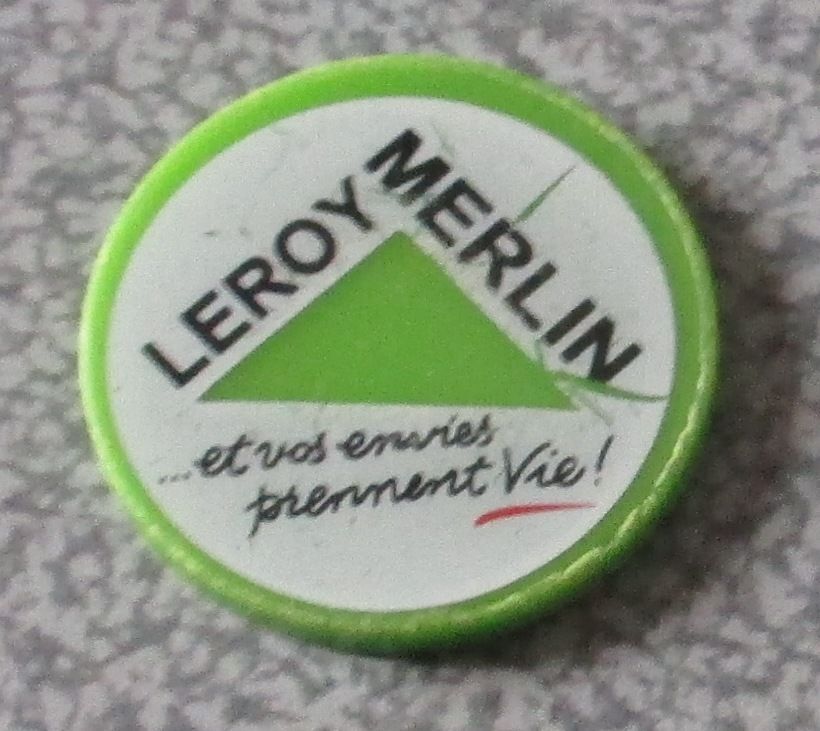 LEROY MERLIN
...et vos envies
prennent Vie!